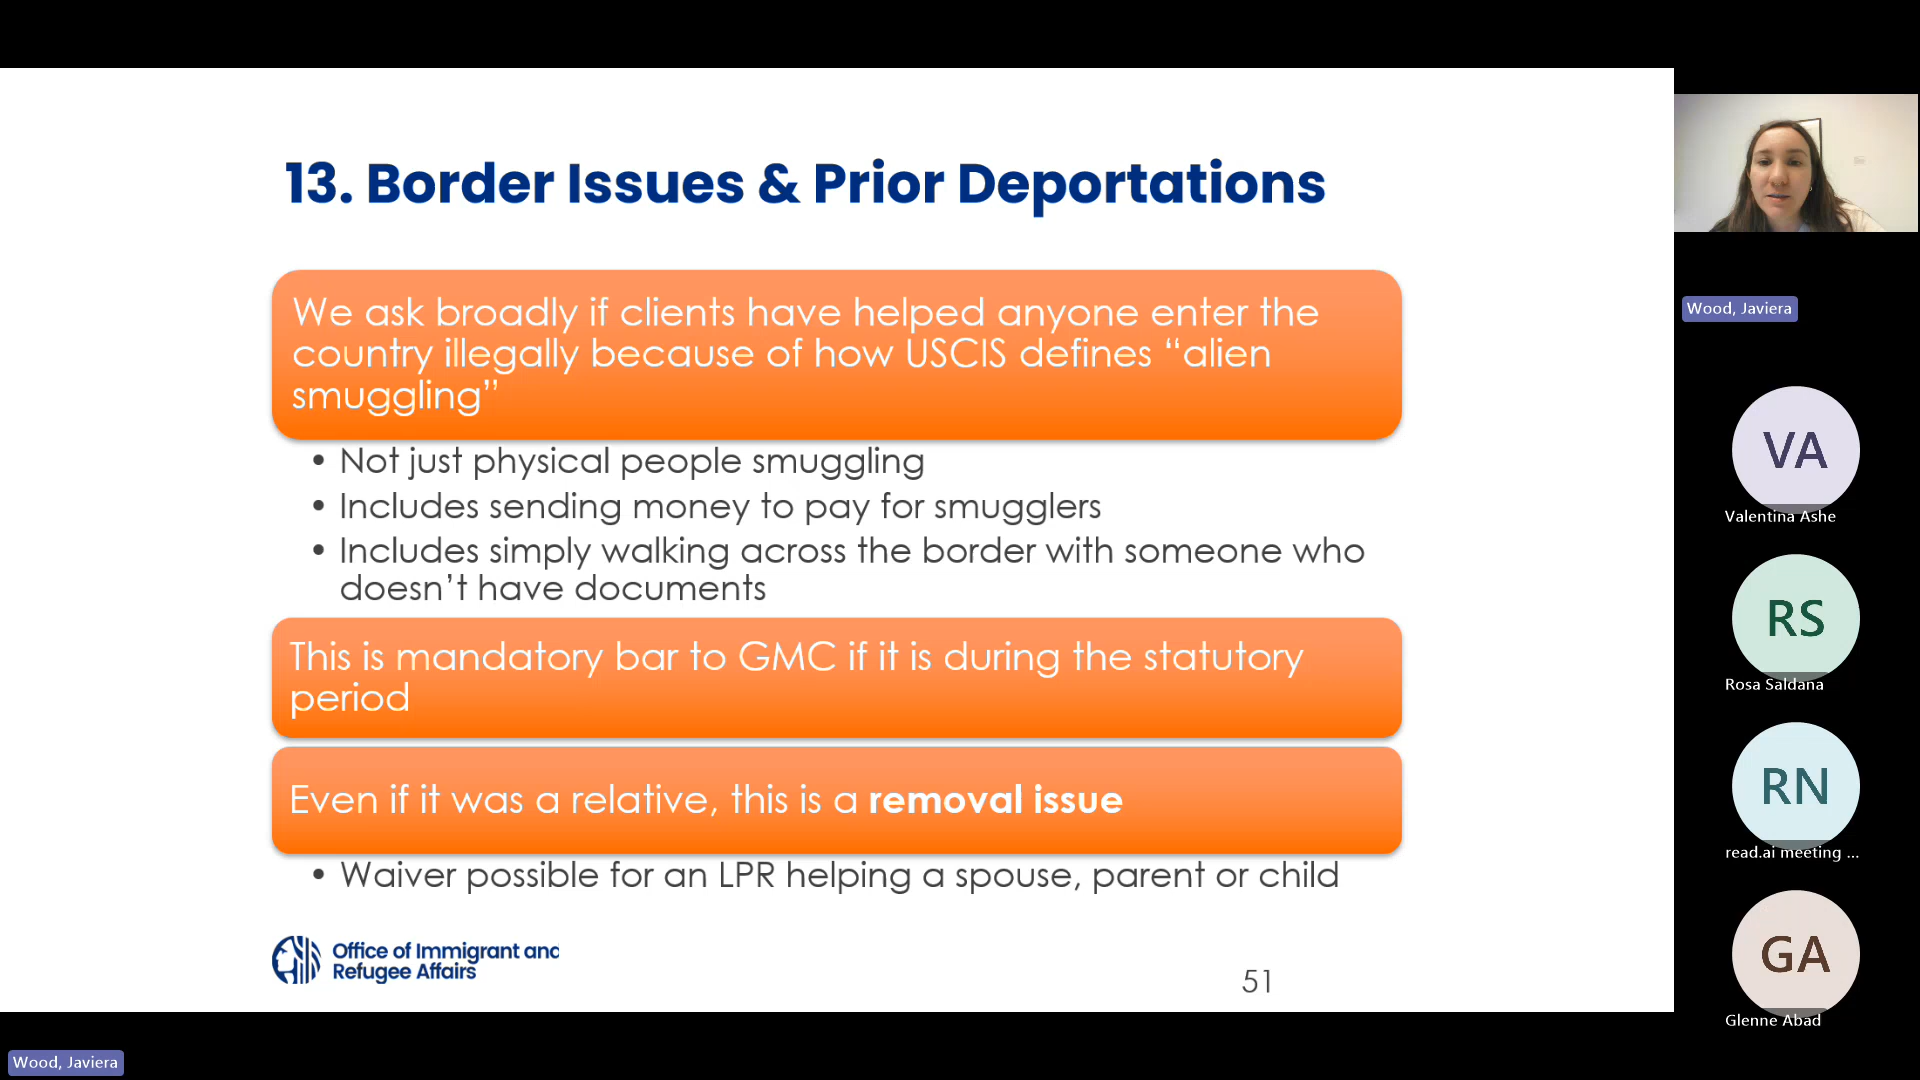 13. Border Issues & Prior Deportations
We ask broadly if clients have helped anyone enter the
country illegally because of how USCIS defines “alien
smuggling”
• Not just physical people smuggling
• Includes sending money to pay for smugglers
• Includes simply walking across the border with someone who
doesn’t have documents
This is mandatory bar to GMC if it is during the statutory
period
Even if it was a relative, this is a removal issue
• Waiver possible for an LPR helping a spouse, parent or child
Office of Immigrant and
Refugee Affairs
51
Wood, Javiera
Wood, Javiera
VA
Valentina Ashe
RS
Rosa Saldana
RN
read.ai meeting ...
GA
Glenne Abad